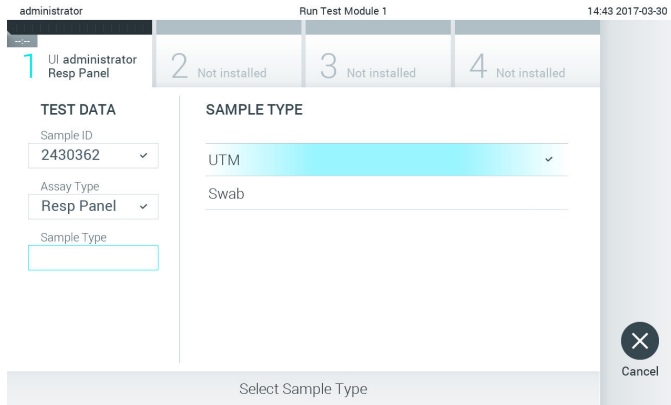 administrator
Run Test Module 1
14:43 2017-03-30
--:--
1 UI administrator
Resp Panel
2 Not installed
3 Not installed
4 Not installed
TEST DATA
Sample ID
2430362
Assay Type
Resp Panel
Sample Type
SAMPLE TYPE
UTM
Swab
Cancel
Select Sample Type